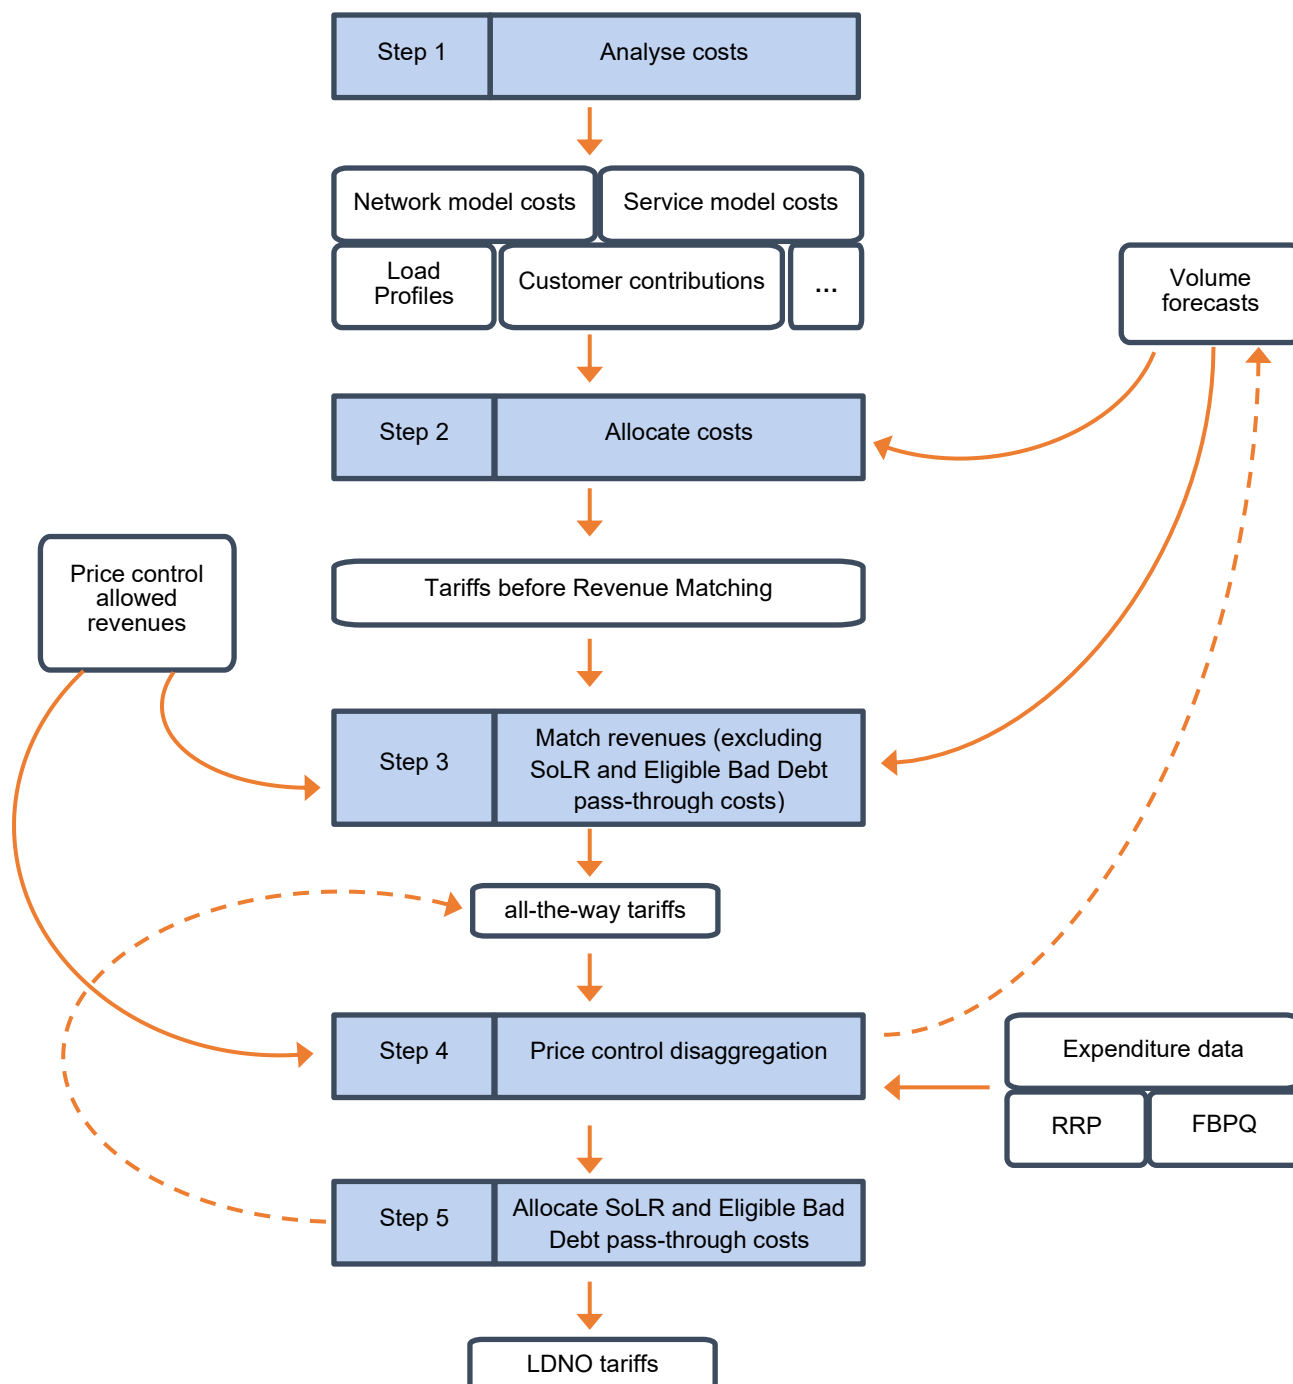 Step 1
Analyse costs
Network model costs
Service model costs
Load
Profiles
Customer contributions
...
Volume
forecasts
Step 2
Allocate costs
Price control
allowed
revenues
Tariffs before Revenue Matching
Step 3
Match revenues (excluding
SoLR and Eligible Bad Debt
pass-through costs)
all-the-way tariffs
Step 4
Price control disaggregation
Expenditure data
RRP
FBPQ
Step 5
Allocate SoLR and Eligible Bad
Debt pass-through costs
LDNO tariffs